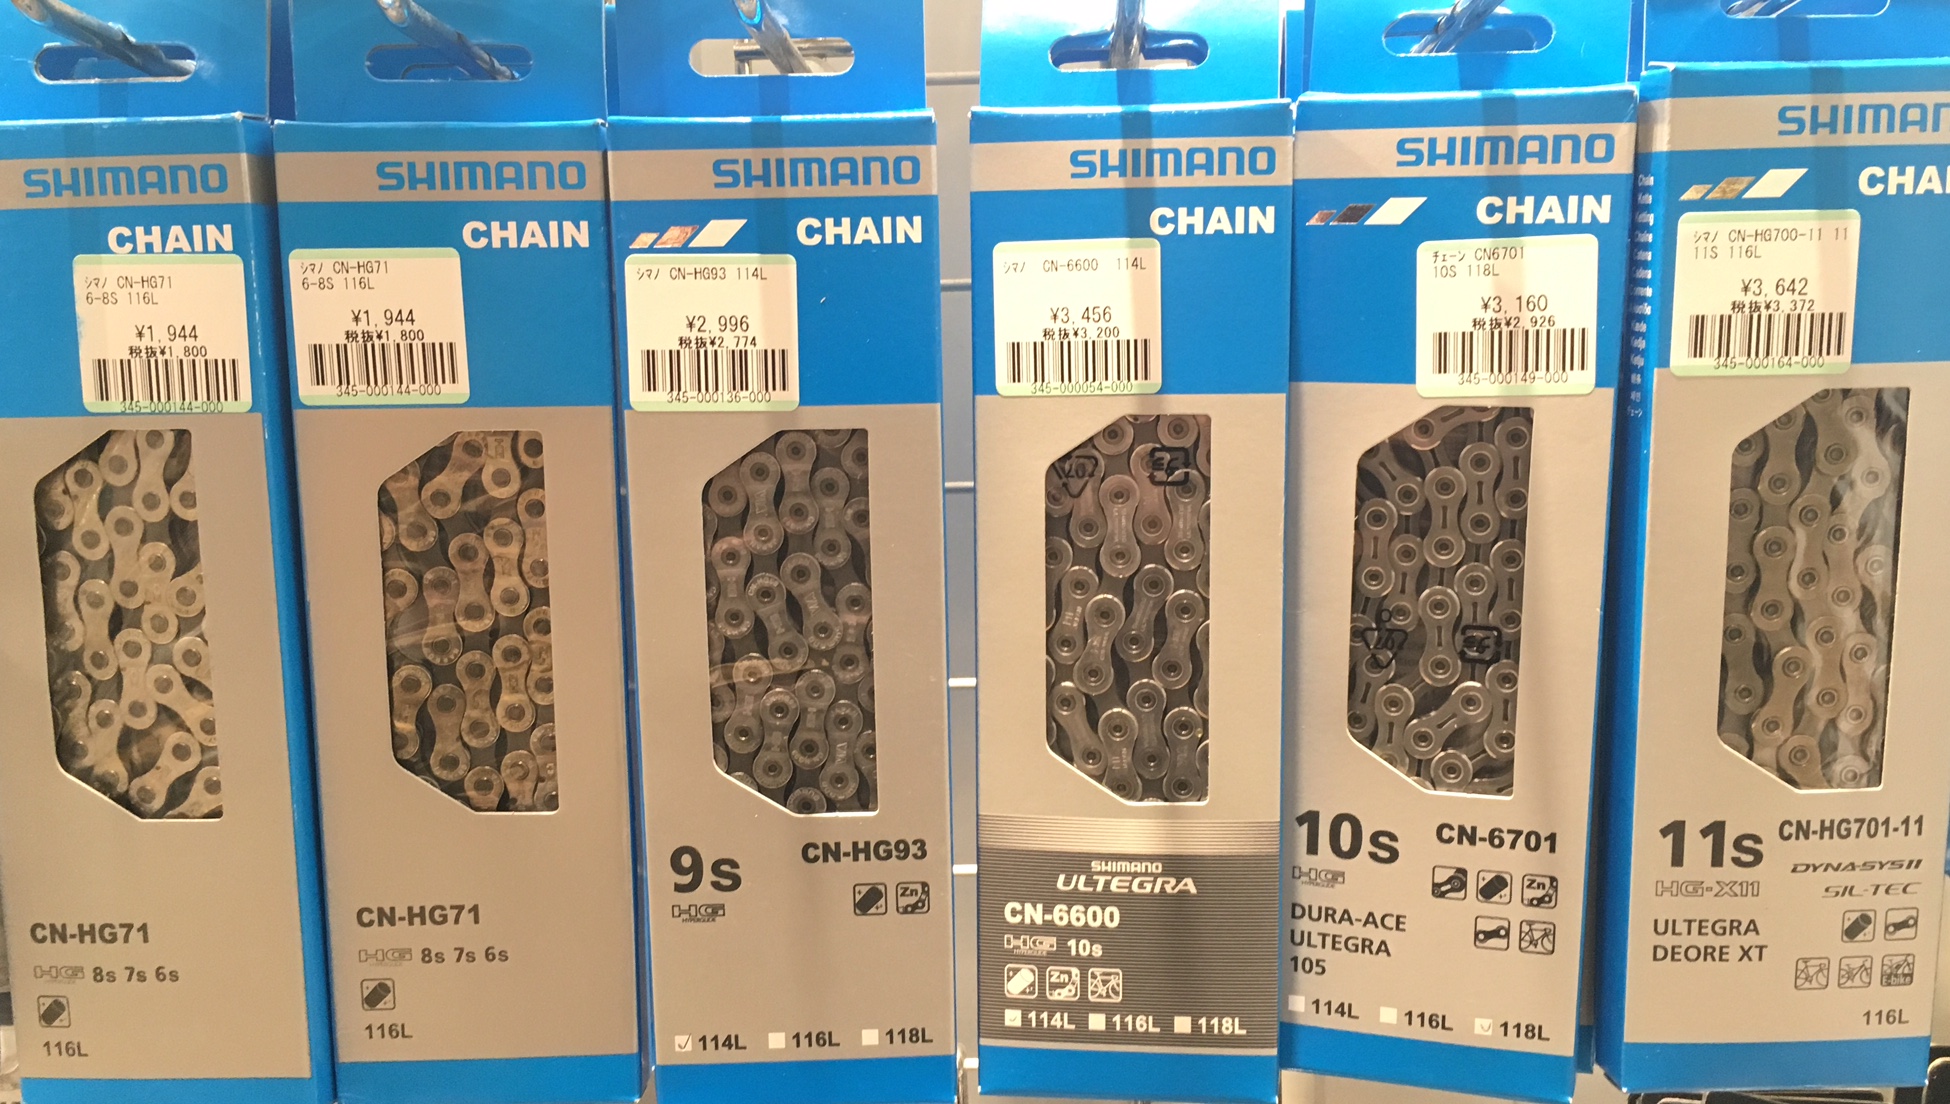 SHIMANO
CHAIN
シマノ CN-HG71
6-8S 116L
¥1,944
税抜¥1,800
345-000144-000
CN-HG71
HG 8s 7s 6s
116L
SHIMANO
CHAIN
シマノ CN-HG71
6-8S 116L
¥1,944
税抜¥1,800
345-000144-000
CN-HG71
HG 8s 7s 6s
116L
SHIMANO
CHAIN
シマノ CN-HG93 114L
¥2,996
税抜¥2,774
345-000136-000
9s CN-HG93
HG
Zn
114L 116L 118L
SHIMANO
CHAIN
シマノ CN-6600 114L
¥3,456
税抜¥3,200
345-000054-000
SHIMANO
ULTEGRA
CN-6600
HG 10s
Zn
114L 116L 118L
SHIMANO
CHAIN
チェーン CN6701
10S 118L
¥3,160
税抜¥2,926
345-000149-000
10s CN-6701
HG
Zn
DURA-ACE
ULTEGRA
105
114L 116L 118L
SHIMAN
CHAI
シマノ CN-HG700-11 11
11S 116L
¥3,642
税抜¥3,372
345-000164-000
11s CN-HG701-11
HG-X11 DYNA-SYS11
SIL-TEC
ULTEGRA
DEORE XT
116L